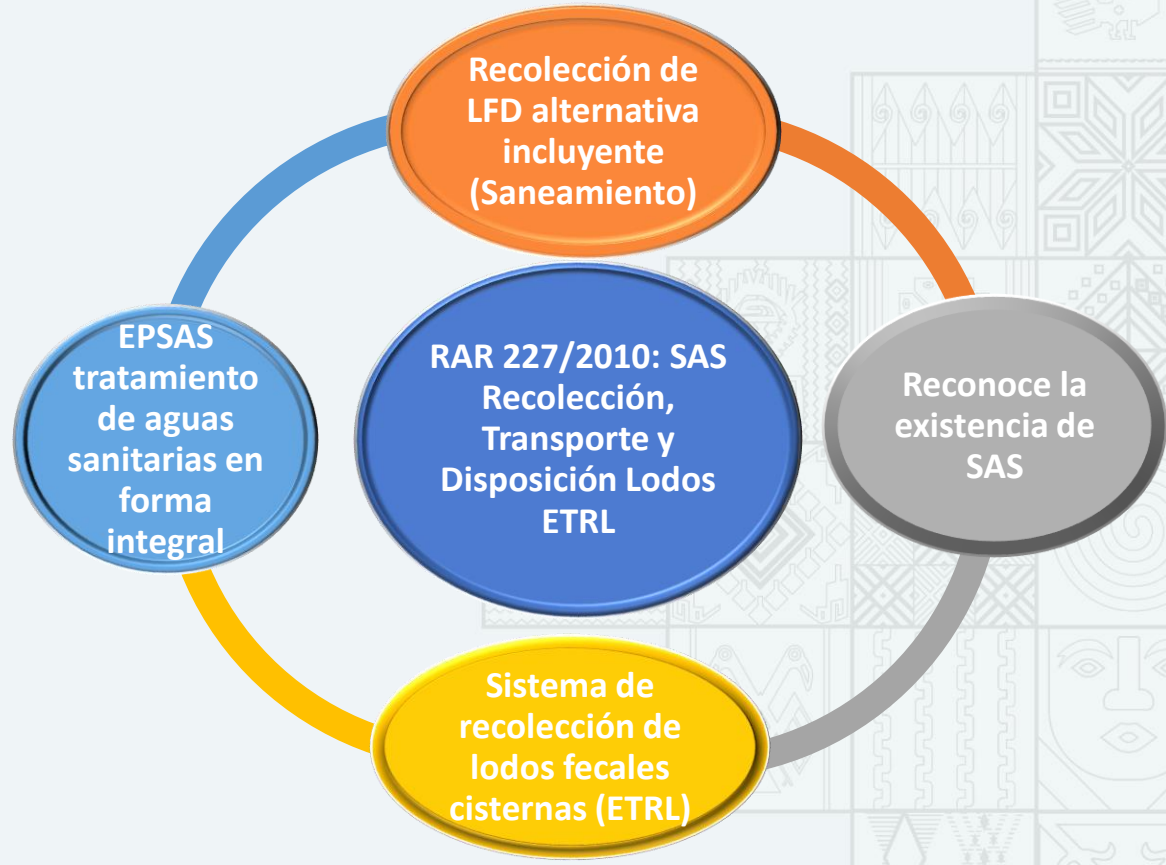 Recolección de
LFD alternativa
incluyente
(Saneamiento)
EPSAS
tratamiento
de aguas
sanitarias en
forma
integral
RAR 227/2010: SAS
Recolección,
Transporte y
Disposición Lodos
ETRL
Reconoce la
existencia de
SAS
Sistema de
recolección de
lodos fecales
cisternas (ETRL)